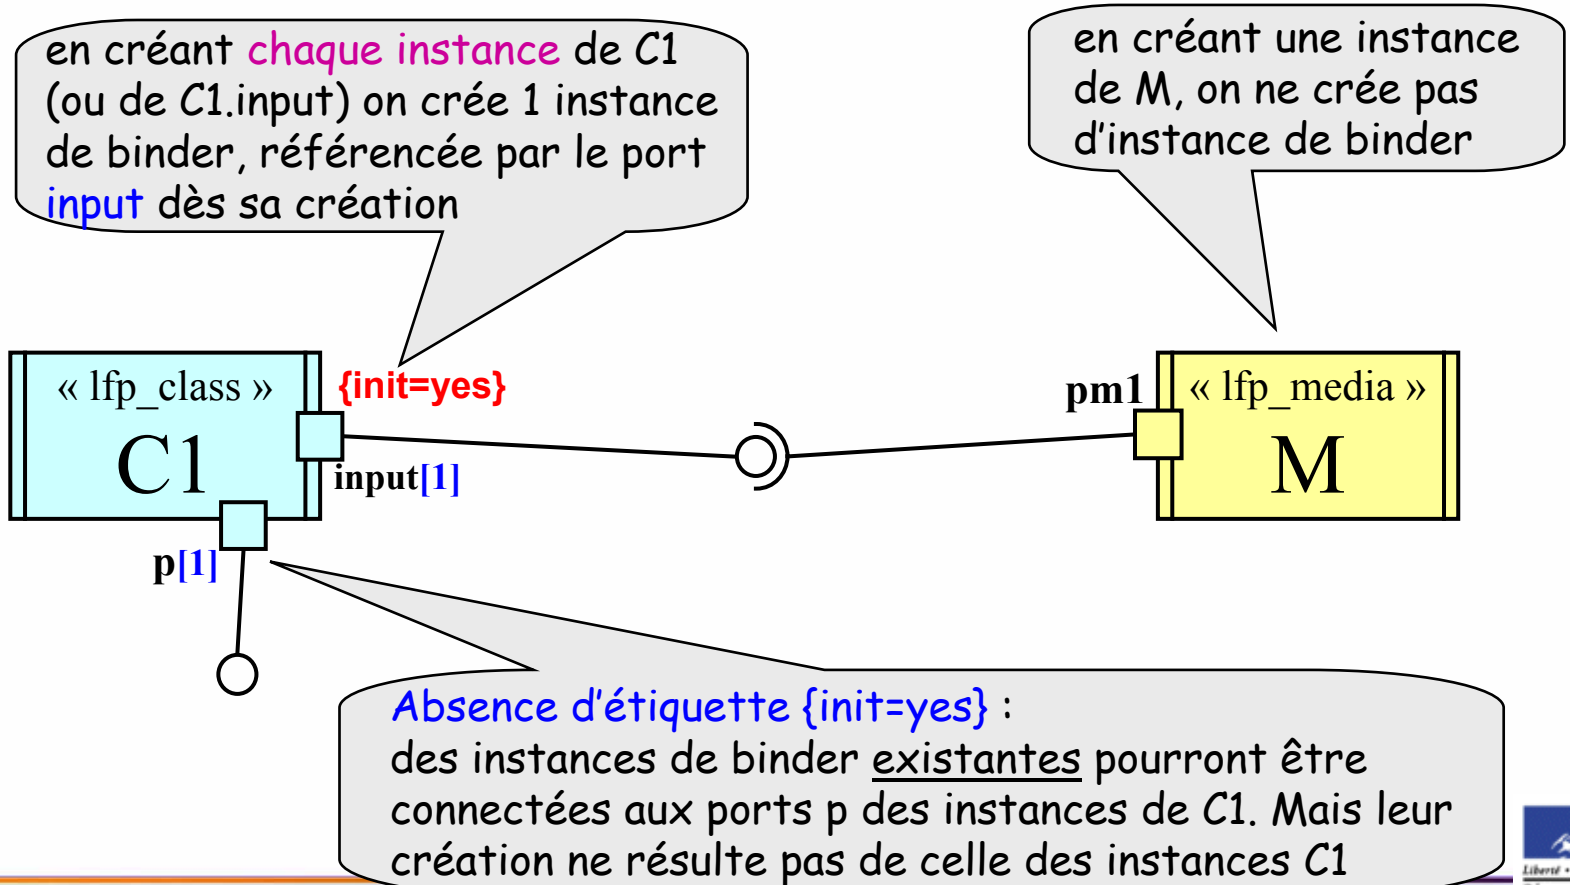 en créant chaque instance de C1
(ou de C1.input) on crée 1 instance
de binder, référencée par le port
input dès sa création
en créant une instance
de M, on ne crée pas
d'instance de binder
« lfp_class »
C1
{init=yes}
input[1]
p[1]
pm1
« lfp_media »
M
Absence d'étiquette {init=yes} :
des instances de binder existantes pourront être
connectées aux ports p des instances de C1. Mais leur
création ne résulte pas de celle des instances C1
Liberté •